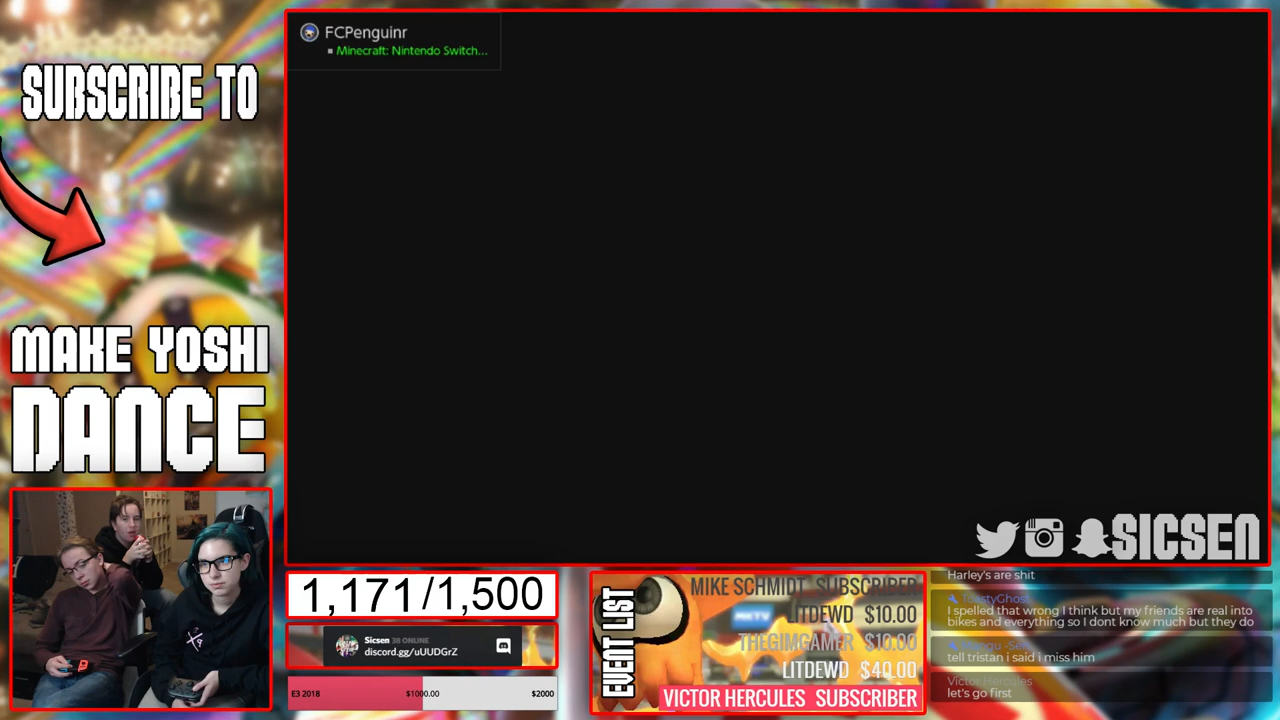 SUBSCRIBE TO
MAKE YOSHI
DANCE
FCPenguinr
Minecraft: Nintendo Switch...
SICSEN
1,171/1,500
Sicsen 38 ONLINE
discord.gg/uUUDGrZ
E3 2018 $1000.00 $2000
EVENT LIST
MIKE SCHMIDT SUBSCRIBER
LITDEWD $10.00
THEGIMGAMER $10.00
LITDEWD $40.00
VICTOR HERCULES SUBSCRIBER
Harley's are shit
ToastyGhost
I spelled that wrong I think but my friends are real into
bikes and everything so I dont know much but they do
tell tristan i said i miss him
Victor Hercules
let's go first